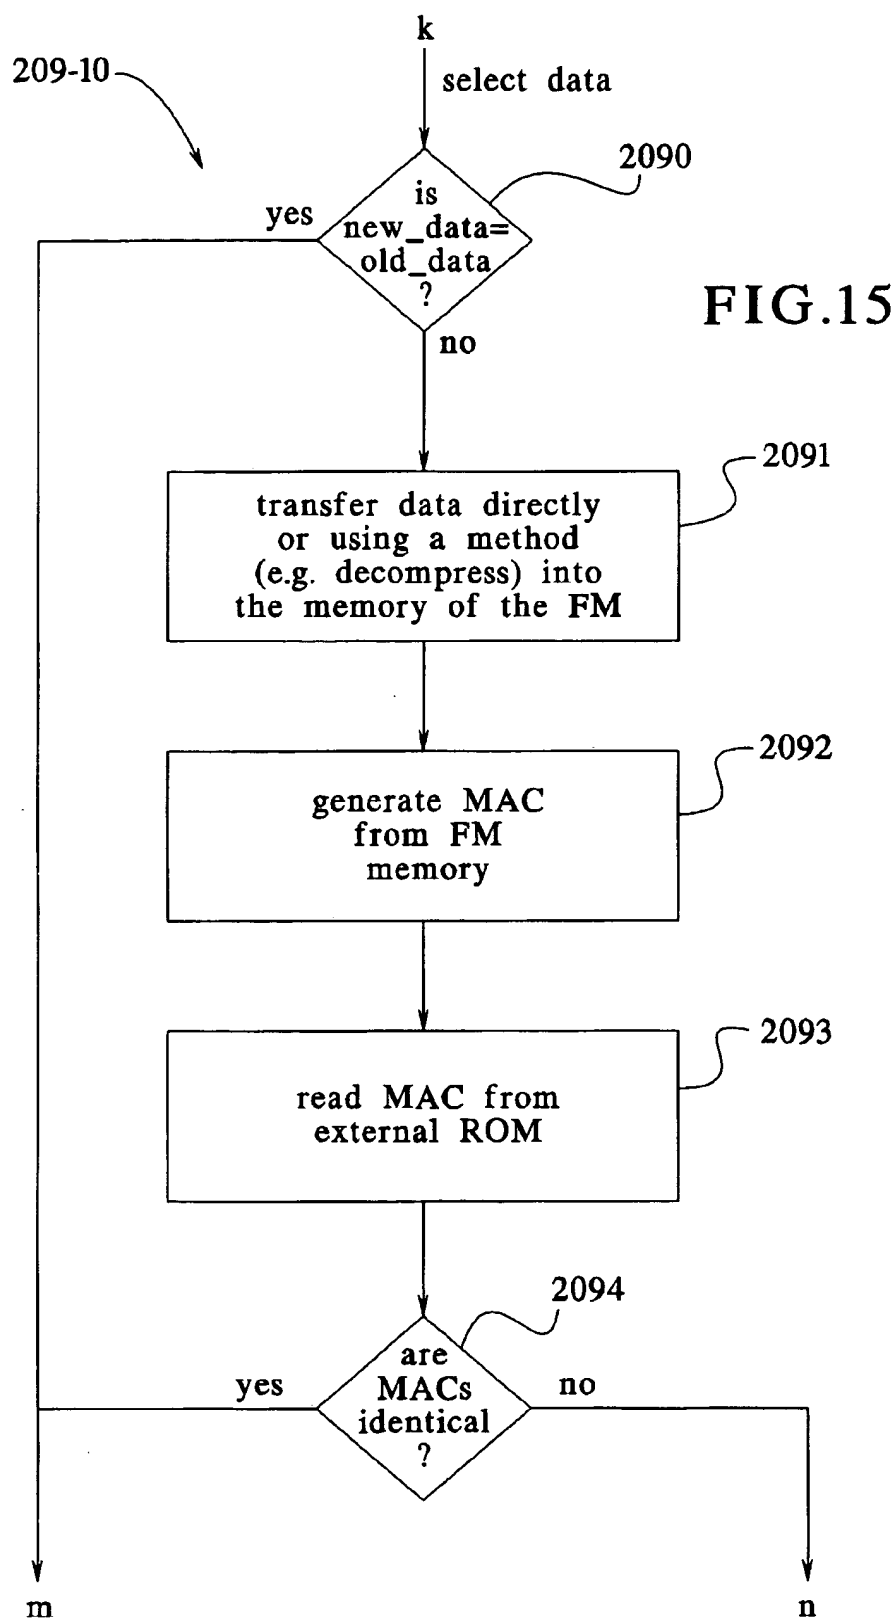 k
209-10
select data
2090
yes
is
new_data=
old_data
?
FIG.15
no
2091
transfer data directly
or using a method
(e.g. decompress) into
the memory of the FM
2092
generate MAC
from FM
memory
2093
read MAC from
external ROM
2094
yes
are
MACs
identical
?
no
m
n